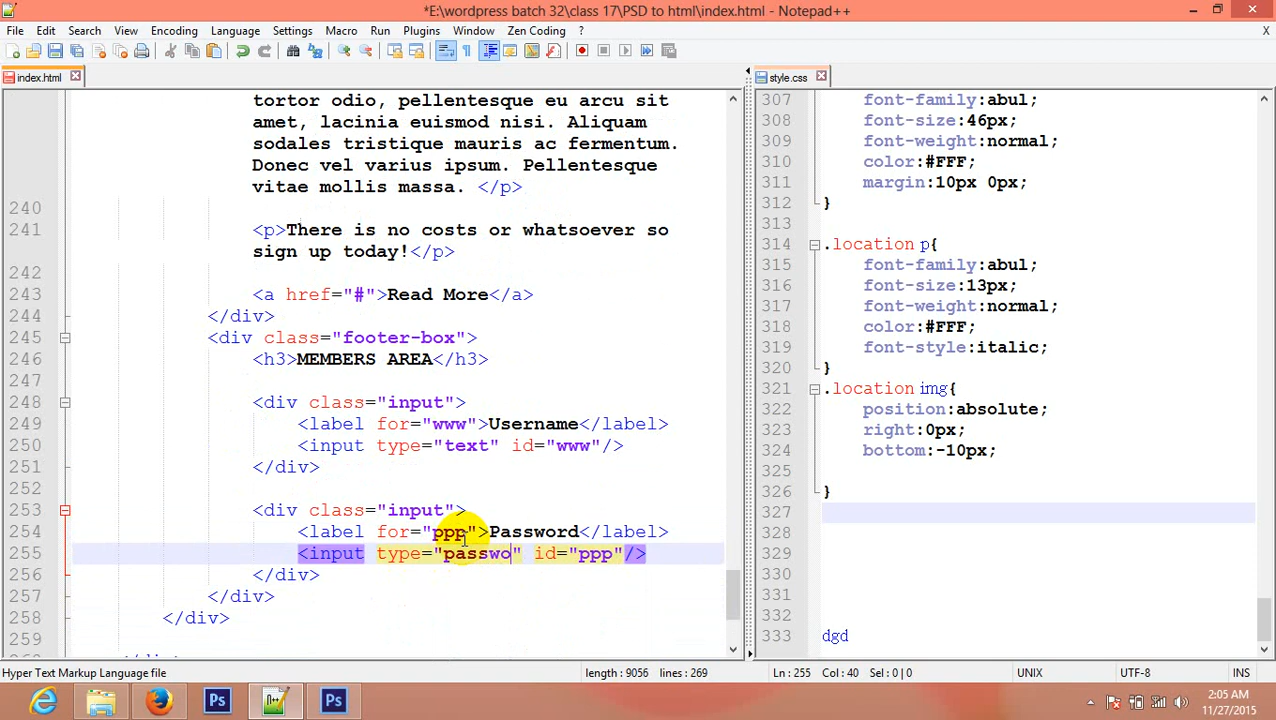 *E:\wordpress batch 32\class 17\PSD to html\index.html - Notepad++
File Edit Search View Encoding Language Settings Macro Run Plugins Window Zen Coding ? X
index.html
style.css
tortor odio, pellentesque eu arcu sit
amet, lacinia euismod nisi. Aliquam
sodales tristique mauris ac fermentum.
Donec vel varius ipsum. Pellentesque
vitae mollis massa. </p>
240
241 <p>There is no costs or whatsoever so
sign up today!</p>
242
243 <a href="#">Read More</a>
244 </div>
245 <div class="footer-box">
246 <h3>MEMBERS AREA</h3>
247
248 <div class="input">
249 <label for="www">Username</label>
250 <input type="text" id="www"/>
251 </div>
252
253 <div class="input">
254 <label for="ppp">Password</label>
255 <input type="passwo" id="ppp"/>
256 </div>
257 </div>
258 </div>
259
307 font-family:abul;
308 font-size:46px;
309 font-weight:normal;
310 color:#FFF;
311 margin:10px 0px;
312 }
313
314 .location p{
315 font-family:abul;
316 font-size:13px;
317 font-weight:normal;
318 color:#FFF;
319 font-style:italic;
320 }
321 .location img{
322 position:absolute;
323 right:0px;
324 bottom:-10px;
325
326 }
327
328
329
330
331
332
333 dgd
Hyper Text Markup Language file length : 9056 lines : 269 Ln : 255 Col : 40 Sel : 0 | 0 UNIX UTF-8 INS
Ps Ps 2:05 AM
11/27/2015